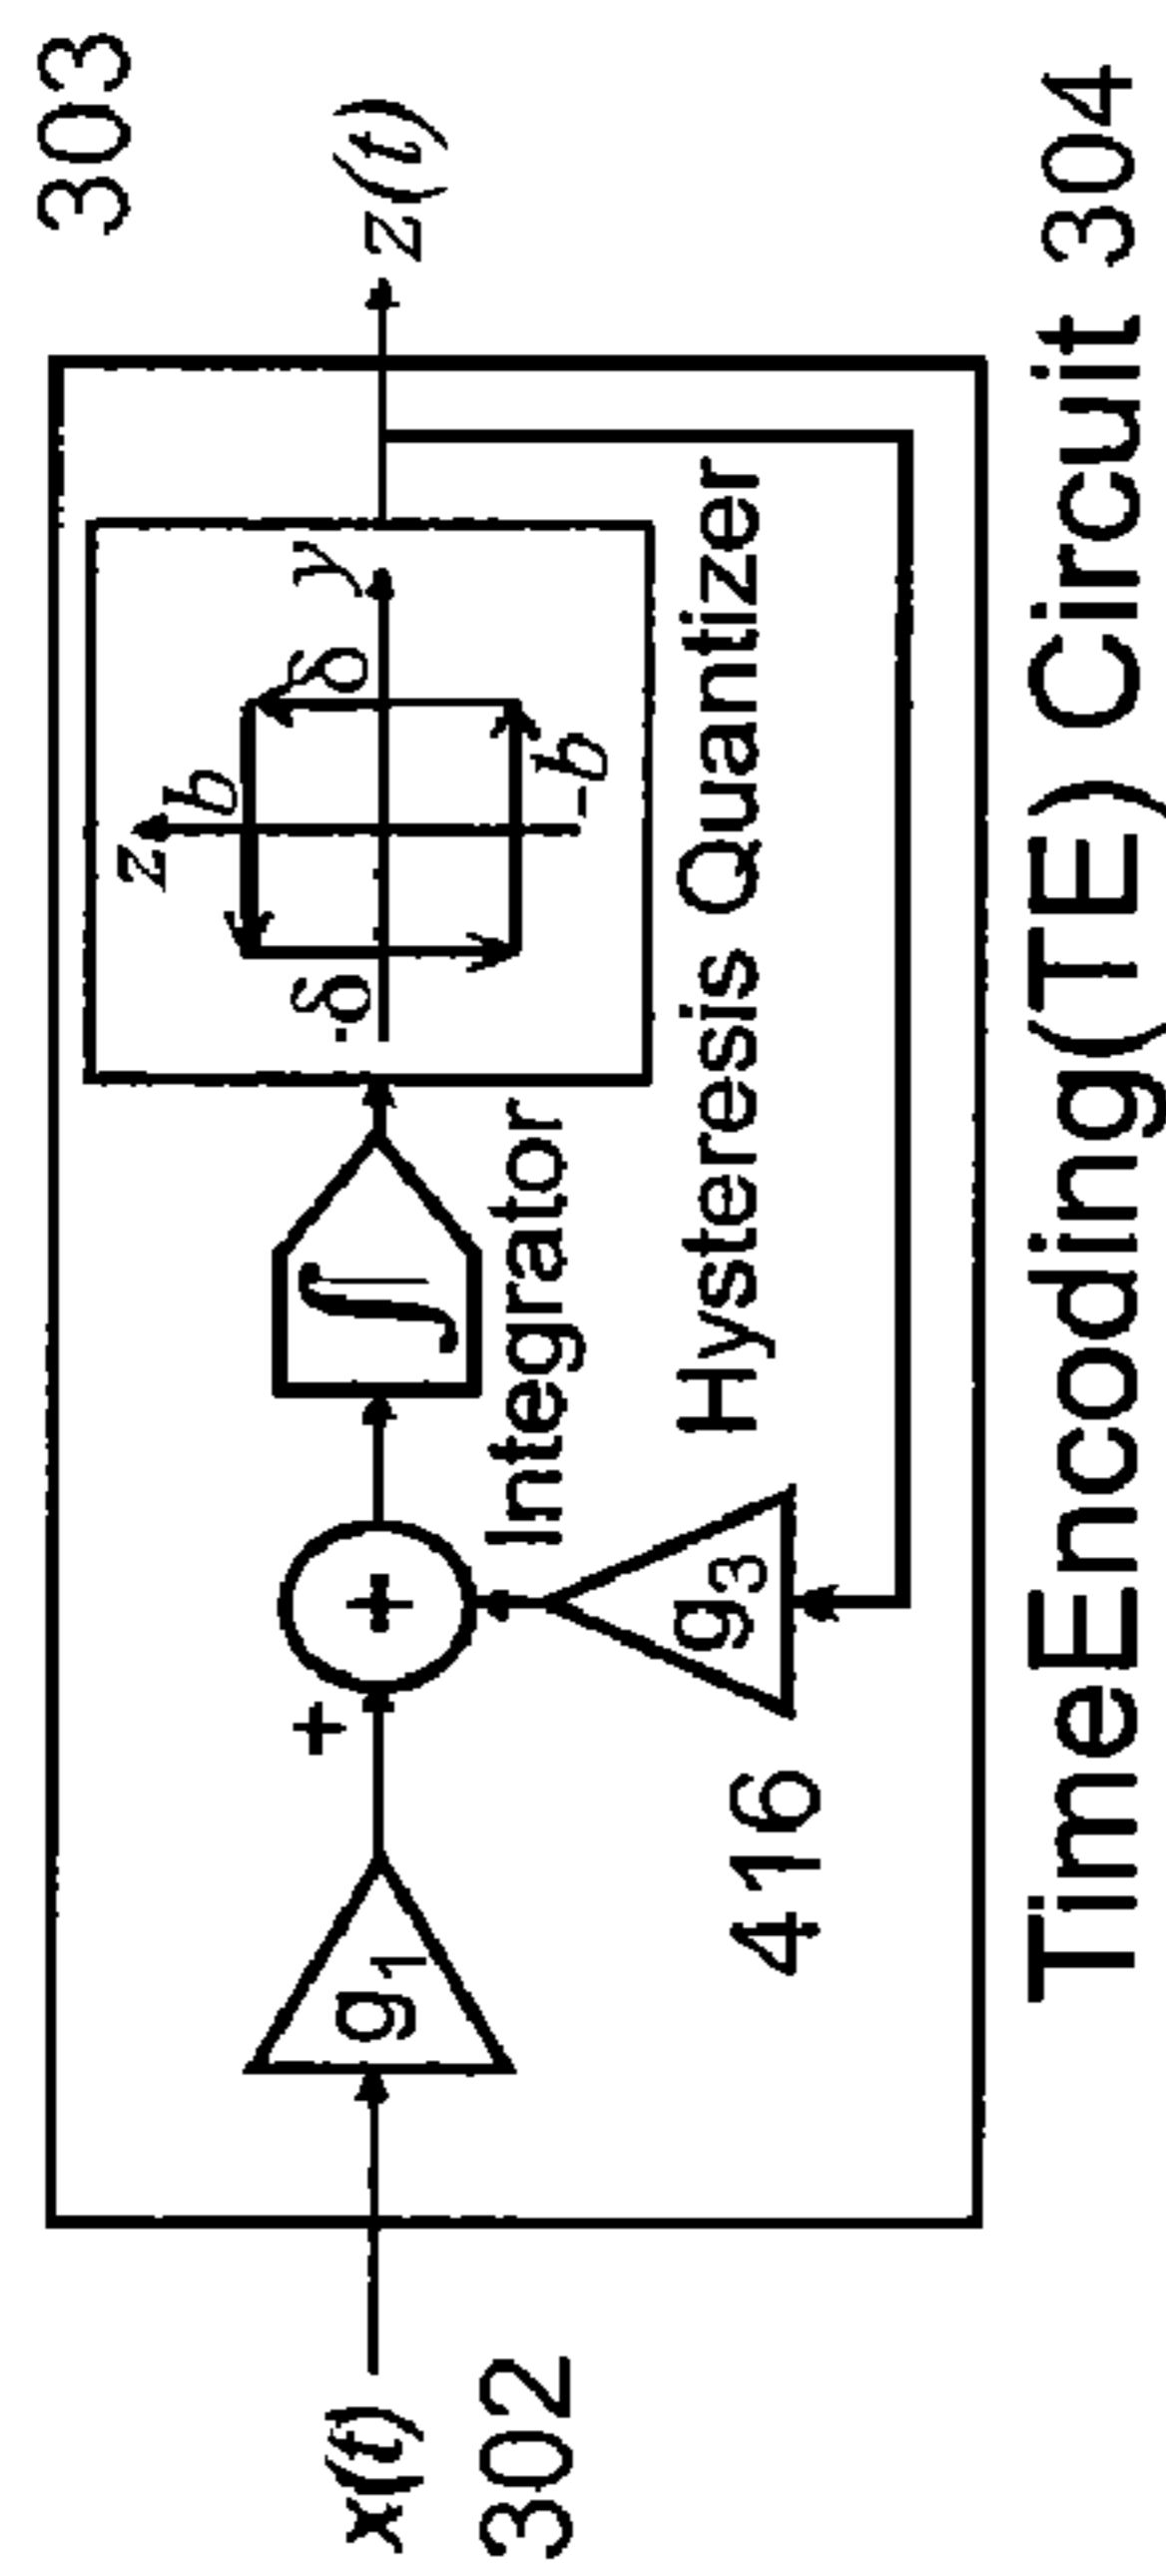 303
z(t)
z
b
y
-δ
δ
-b
∫
+
+
g1
x(t)
302
Integrator
Hysteresis Quantizer
g3
416
TimeEncoding(TE) Circuit 304